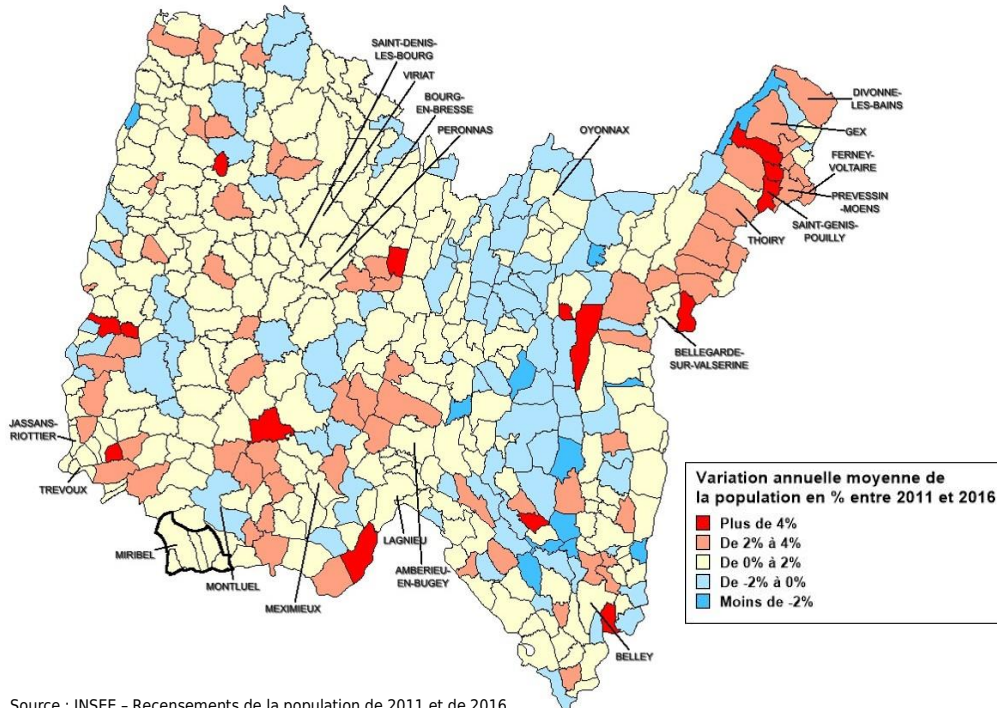 SAINT-DENIS-
LES-BOURG
VIRIAT
BOURG-
EN-BRESSE
PERONNAS
OYONNAX
DIVONNE-
LES-BAINS
GEX
FERNEY-
VOLTAIRE
PREVESSIN
-MOENS
SAINT-GENIS-
POUILLY
THOIRY
BELLEGARDE-
SUR-VALSERINE
JASSANS-
RIOTTIER
TREVOUX
MIRIBEL
MONTLUEL
MEXIMIEUX
LAGNIEU
AMBERIEU-
EN-BUGEY
BELLEY
Variation annuelle moyenne de
la population en % entre 2011 et 2016
Plus de 4%
De 2% à 4%
De 0% à 2%
De -2% à 0%
Moins de -2%
Source : INSEE – Recensements de la population de 2011 et de 2016